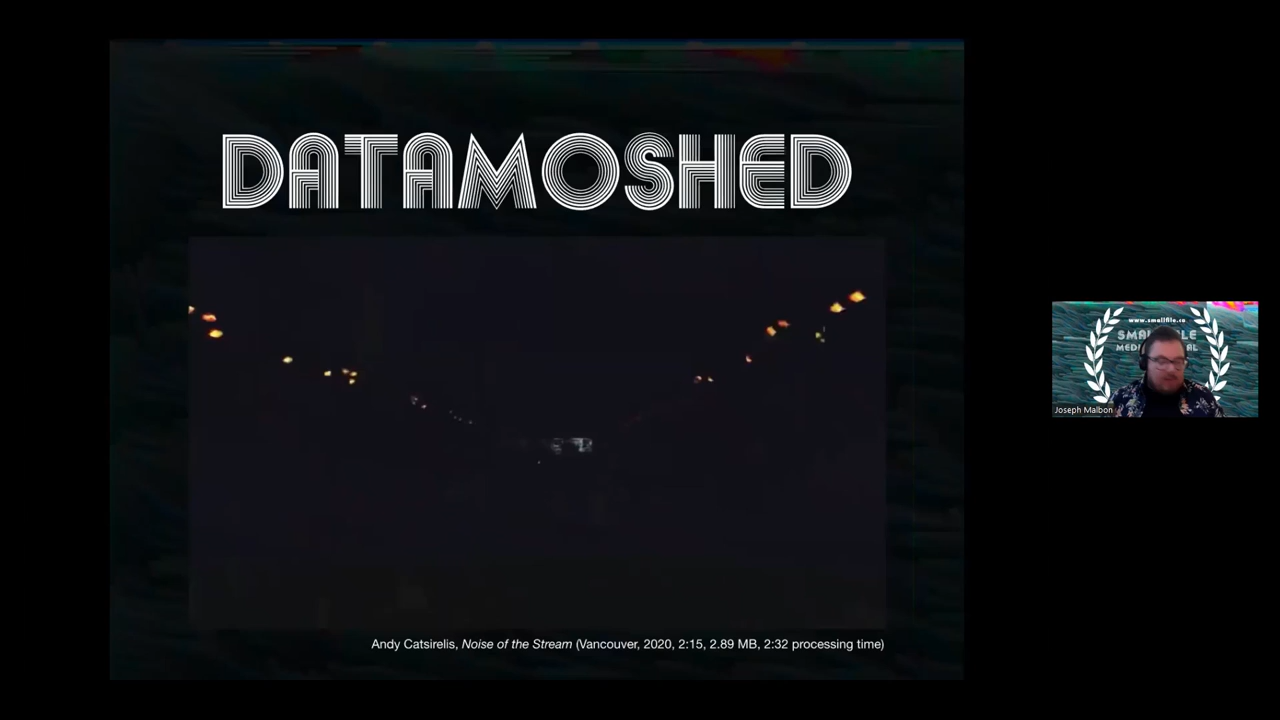 DATAMOSHED
www.smallfile.ca
Andy Catsirelis, Noise of the Stream (Vancouver, 2020, 2:15, 2.89 MB, 2:32 processing time)
Joseph Malbon